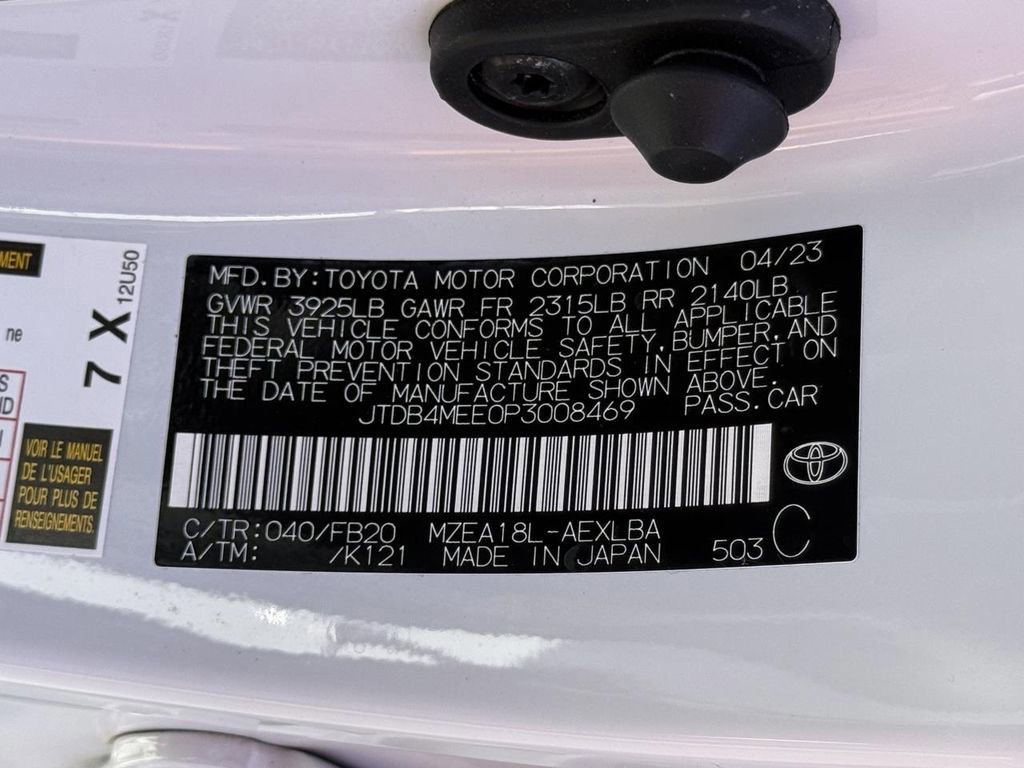 MFD. BY: TOYOTA MOTOR CORPORATION 04/23
GVWR 3925LB GAWR FR 2315LB RR 2140LB
THIS VEHICLE CONFORMS TO ALL APPLICABLE
FEDERAL MOTOR VEHICLE SAFETY, BUMPER, AND
THEFT PREVENTION STANDARDS IN EFFECT ON
THE DATE OF MANUFACTURE SHOWN ABOVE.
JTDB4MEE0P3008469 PASS. CAR
C/TR: 040/FB20 MZEA18L-AEXLBA
A/TM: /K121 MADE IN JAPAN 503 C
MENT
ne
7 X 12U50
S
ND
VOIR LE MANUEL
DE L'USAGER
POUR PLUS DE
RENSEIGNEMENTS.